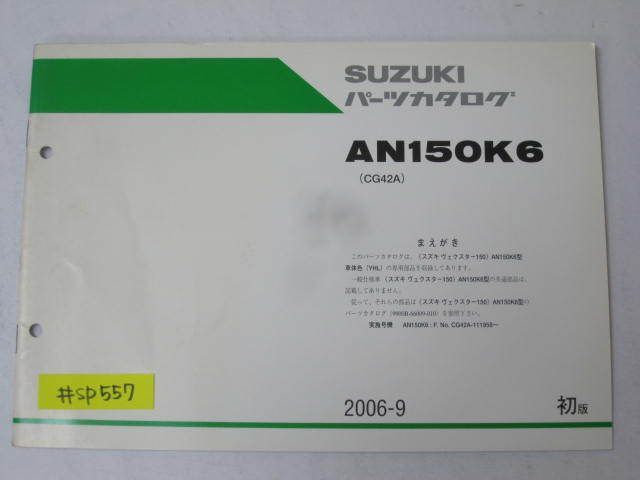 SUZUKI
パーツカタログ
AN150K6
(CG42A)
まえがき
このパーツカタログは、〈スズキ ヴェクスター150〉AN150K6型
車体色(YHL)の専用部品を収録してあります。
一般仕様車〈スズキ ヴェクスター150〉AN150K6型の共通部品は、
記載してありません。
従って、それらの部品は〈スズキ ヴェクスター150〉AN150K6型の
パーツカタログ(9900B-66009-010)を参照下さい。
実施号機 AN150K6:F. No. CG42A-111958~
#SP557
2006-9
初版